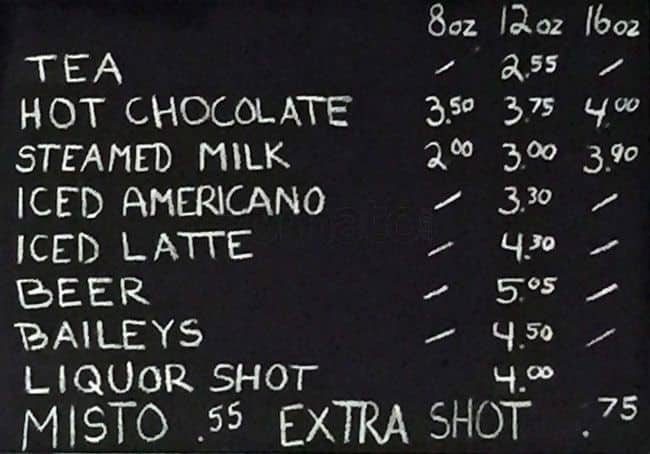 8oz 12oz 16oz
TEA / 2.55 /
HOT CHOCOLATE 3.50 3.75 4.00
STEAMED MILK 2.00 3.00 3.90
ICED AMERICANO / 3.30 /
ICED LATTE / 4.30 /
BEER / 5.05 /
BAILEYS / 4.50 /
LIQUOR SHOT 4.00
MISTO .55 EXTRA SHOT .75